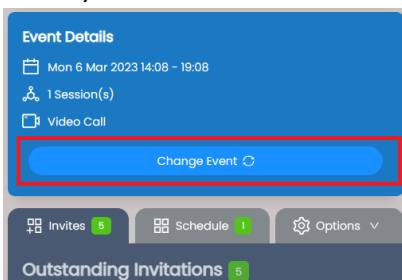 Event Details
Mon 6 Mar 2023 14:08 - 19:08
1 Session(s)
Video Call
Change Event
Invites 5 Schedule 1 Options
Outstanding Invitations 5